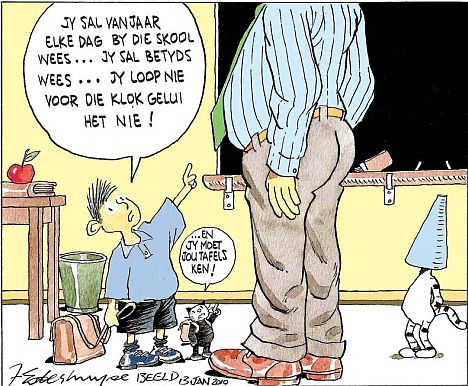 JY SAL VANJAAR
ELKE DAG BY DIE SKOOL
WEES... JY SAL BETYDS
WEES... JY LOOP NIE
VOOR DIE KLOK GELUI
HET NIE!
...EN
JY MOET
JOU TAFELS
KEN!
BEELD 13 JAN 2010